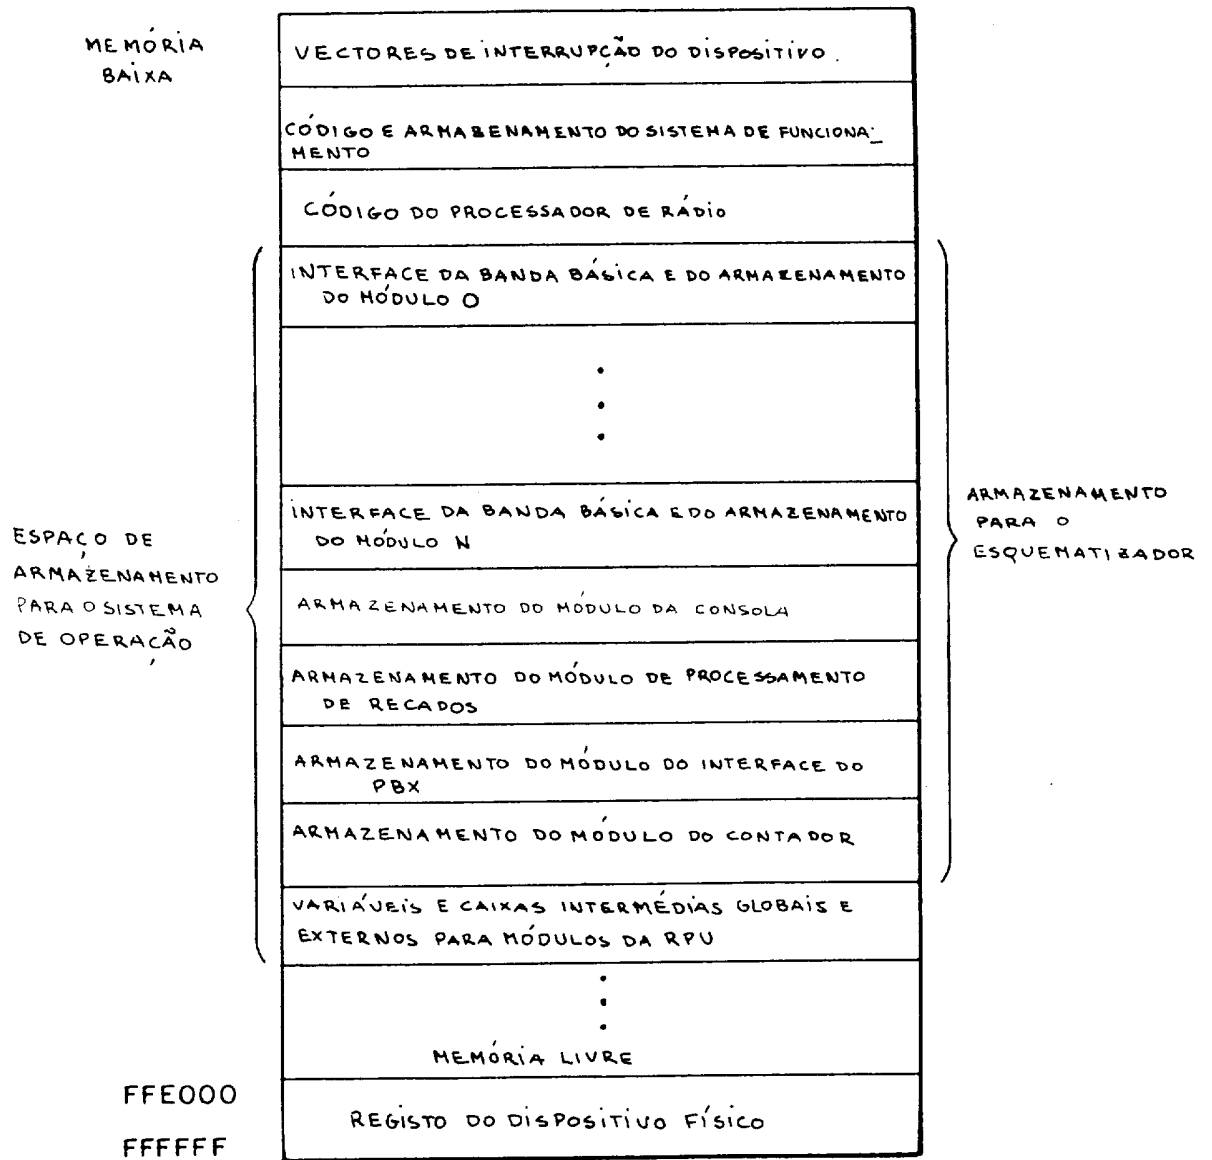 MEMÓRIA
BAIXA
VECTORES DE INTERRUPÇÃO DO DISPOSITIVO.
CÓDIGO E ARMAZENAMENTO DO SISTEMA DE FUNCIONA-
MENTO
CÓDIGO DO PROCESSADOR DE RÁDIO
INTERFACE DA BANDA BÁSICA E DO ARMAZENAMENTO
DO MÓDULO O
INTERFACE DA BANDA BÁSICA E DO ARMAZENAMENTO
DO MÓDULO N
ESPAÇO DE
ARMAZENAMENTO
PARA O SISTEMA
DE OPERAÇÃO
ARMAZENAMENTO
PARA O
ESQUEMATIZADOR
ARMAZENAMENTO DO MÓDULO DA CONSOLA
ARMAZENAMENTO DO MÓDULO DE PROCESSAMENTO
DE RECADOS
ARMAZENAMENTO DO MÓDULO DO INTERFACE DO
PBX
ARMAZENAMENTO DO MÓDULO DO CONTADOR
VARIÁVEIS E CAIXAS INTERMÉDIAS GLOBAIS E
EXTERNOS PARA MÓDULOS DA RPU
MEMÓRIA LIVRE
FFE000
REGISTO DO DISPOSITIVO FÍSICO
FFFFFF